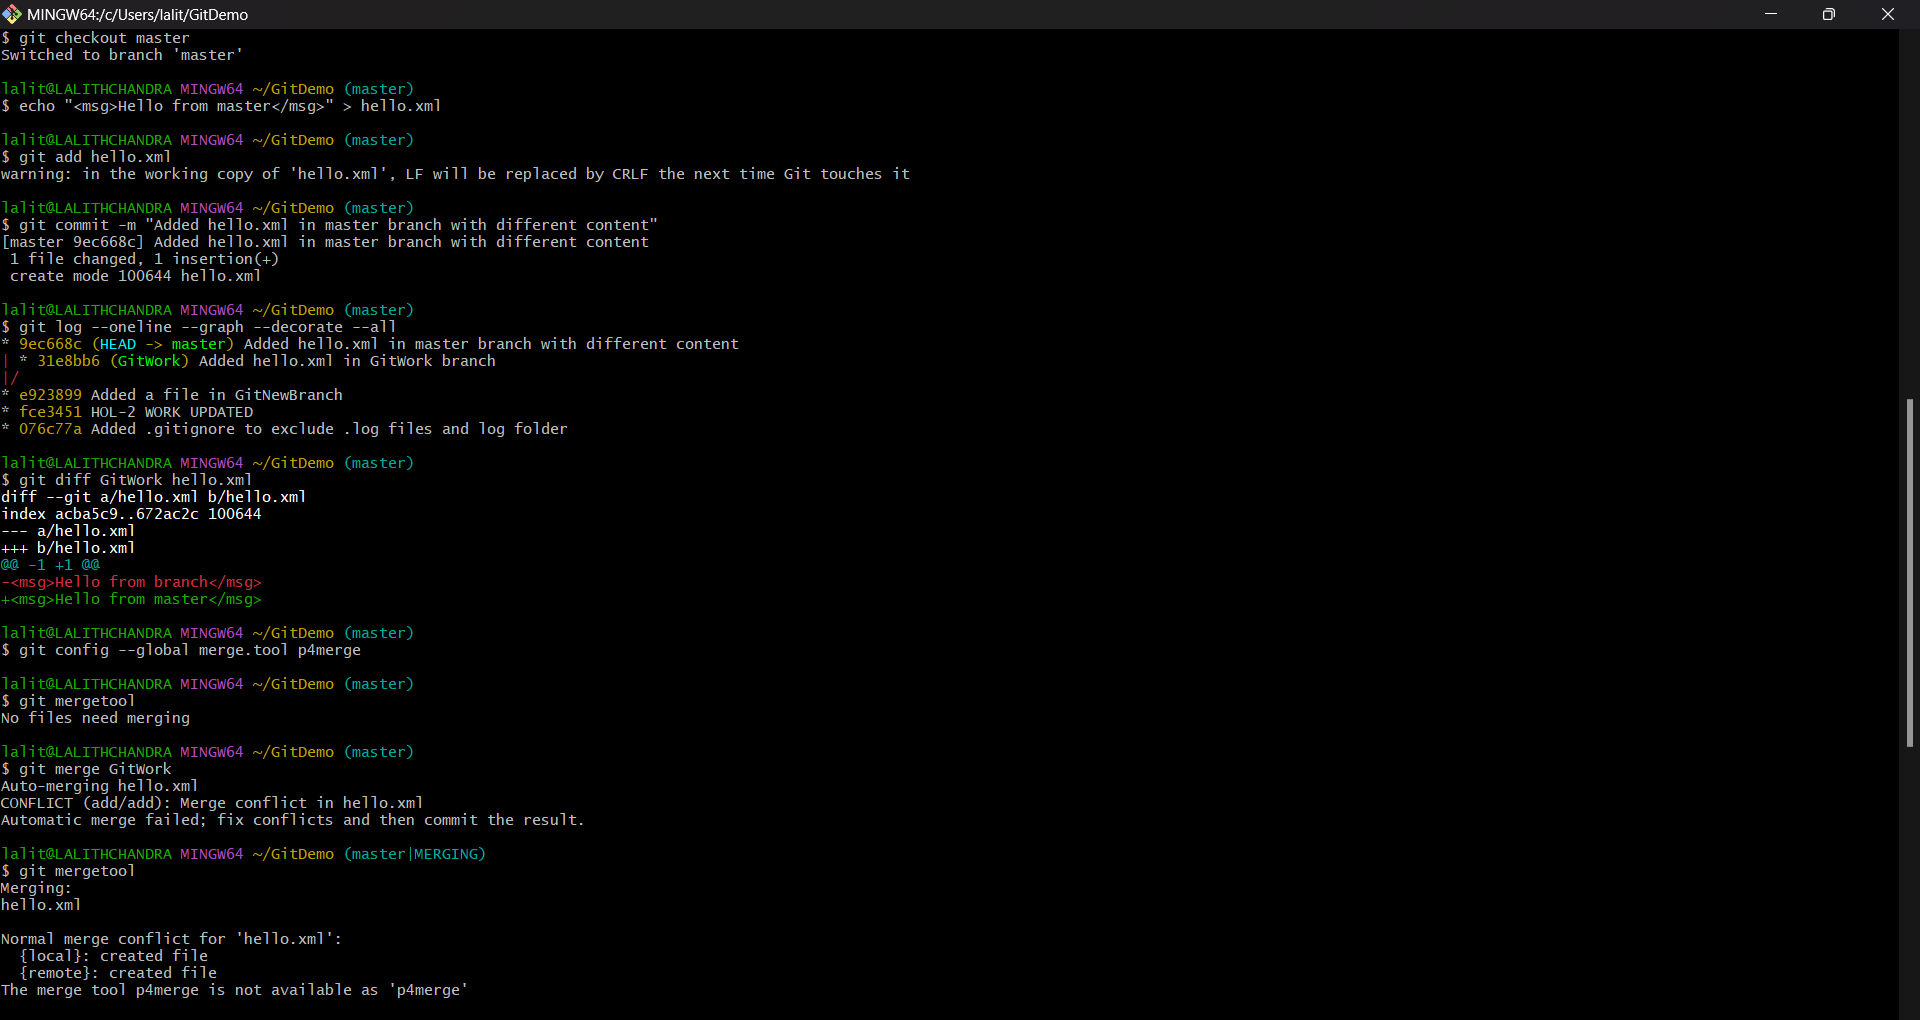 MINGW64:/c/Users/lalit/GitDemo
$ git checkout master
Switched to branch 'master'
lalit@LALITHCHANDRA MINGW64 ~/GitDemo (master)
$ echo "<msg>Hello from master</msg>" > hello.xml
lalit@LALITHCHANDRA MINGW64 ~/GitDemo (master)
$ git add hello.xml
warning: in the working copy of 'hello.xml', LF will be replaced by CRLF the next time Git touches it
lalit@LALITHCHANDRA MINGW64 ~/GitDemo (master)
$ git commit -m "Added hello.xml in master branch with different content"
[master 9ec668c] Added hello.xml in master branch with different content
 1 file changed, 1 insertion(+)
 create mode 100644 hello.xml
lalit@LALITHCHANDRA MINGW64 ~/GitDemo (master)
$ git log --oneline --graph --decorate --all
* 9ec668c (HEAD -> master) Added hello.xml in master branch with different content
| * 31e8bb6 (GitWork) Added hello.xml in GitWork branch
|/
* e923899 Added a file in GitNewBranch
* fce3451 HOL-2 WORK UPDATED
* 076c77a Added .gitignore to exclude .log files and log folder
lalit@LALITHCHANDRA MINGW64 ~/GitDemo (master)
$ git diff GitWork hello.xml
diff --git a/hello.xml b/hello.xml
index acba5c9..672ac2c 100644
--- a/hello.xml
+++ b/hello.xml
@@ -1 +1 @@
-<msg>Hello from branch</msg>
+<msg>Hello from master</msg>
lalit@LALITHCHANDRA MINGW64 ~/GitDemo (master)
$ git config --global merge.tool p4merge
lalit@LALITHCHANDRA MINGW64 ~/GitDemo (master)
$ git mergetool
No files need merging
lalit@LALITHCHANDRA MINGW64 ~/GitDemo (master)
$ git merge GitWork
Auto-merging hello.xml
CONFLICT (add/add): Merge conflict in hello.xml
Automatic merge failed; fix conflicts and then commit the result.
lalit@LALITHCHANDRA MINGW64 ~/GitDemo (master|MERGING)
$ git mergetool
Merging:
hello.xml
Normal merge conflict for 'hello.xml':
  {local}: created file
  {remote}: created file
The merge tool p4merge is not available as 'p4merge'